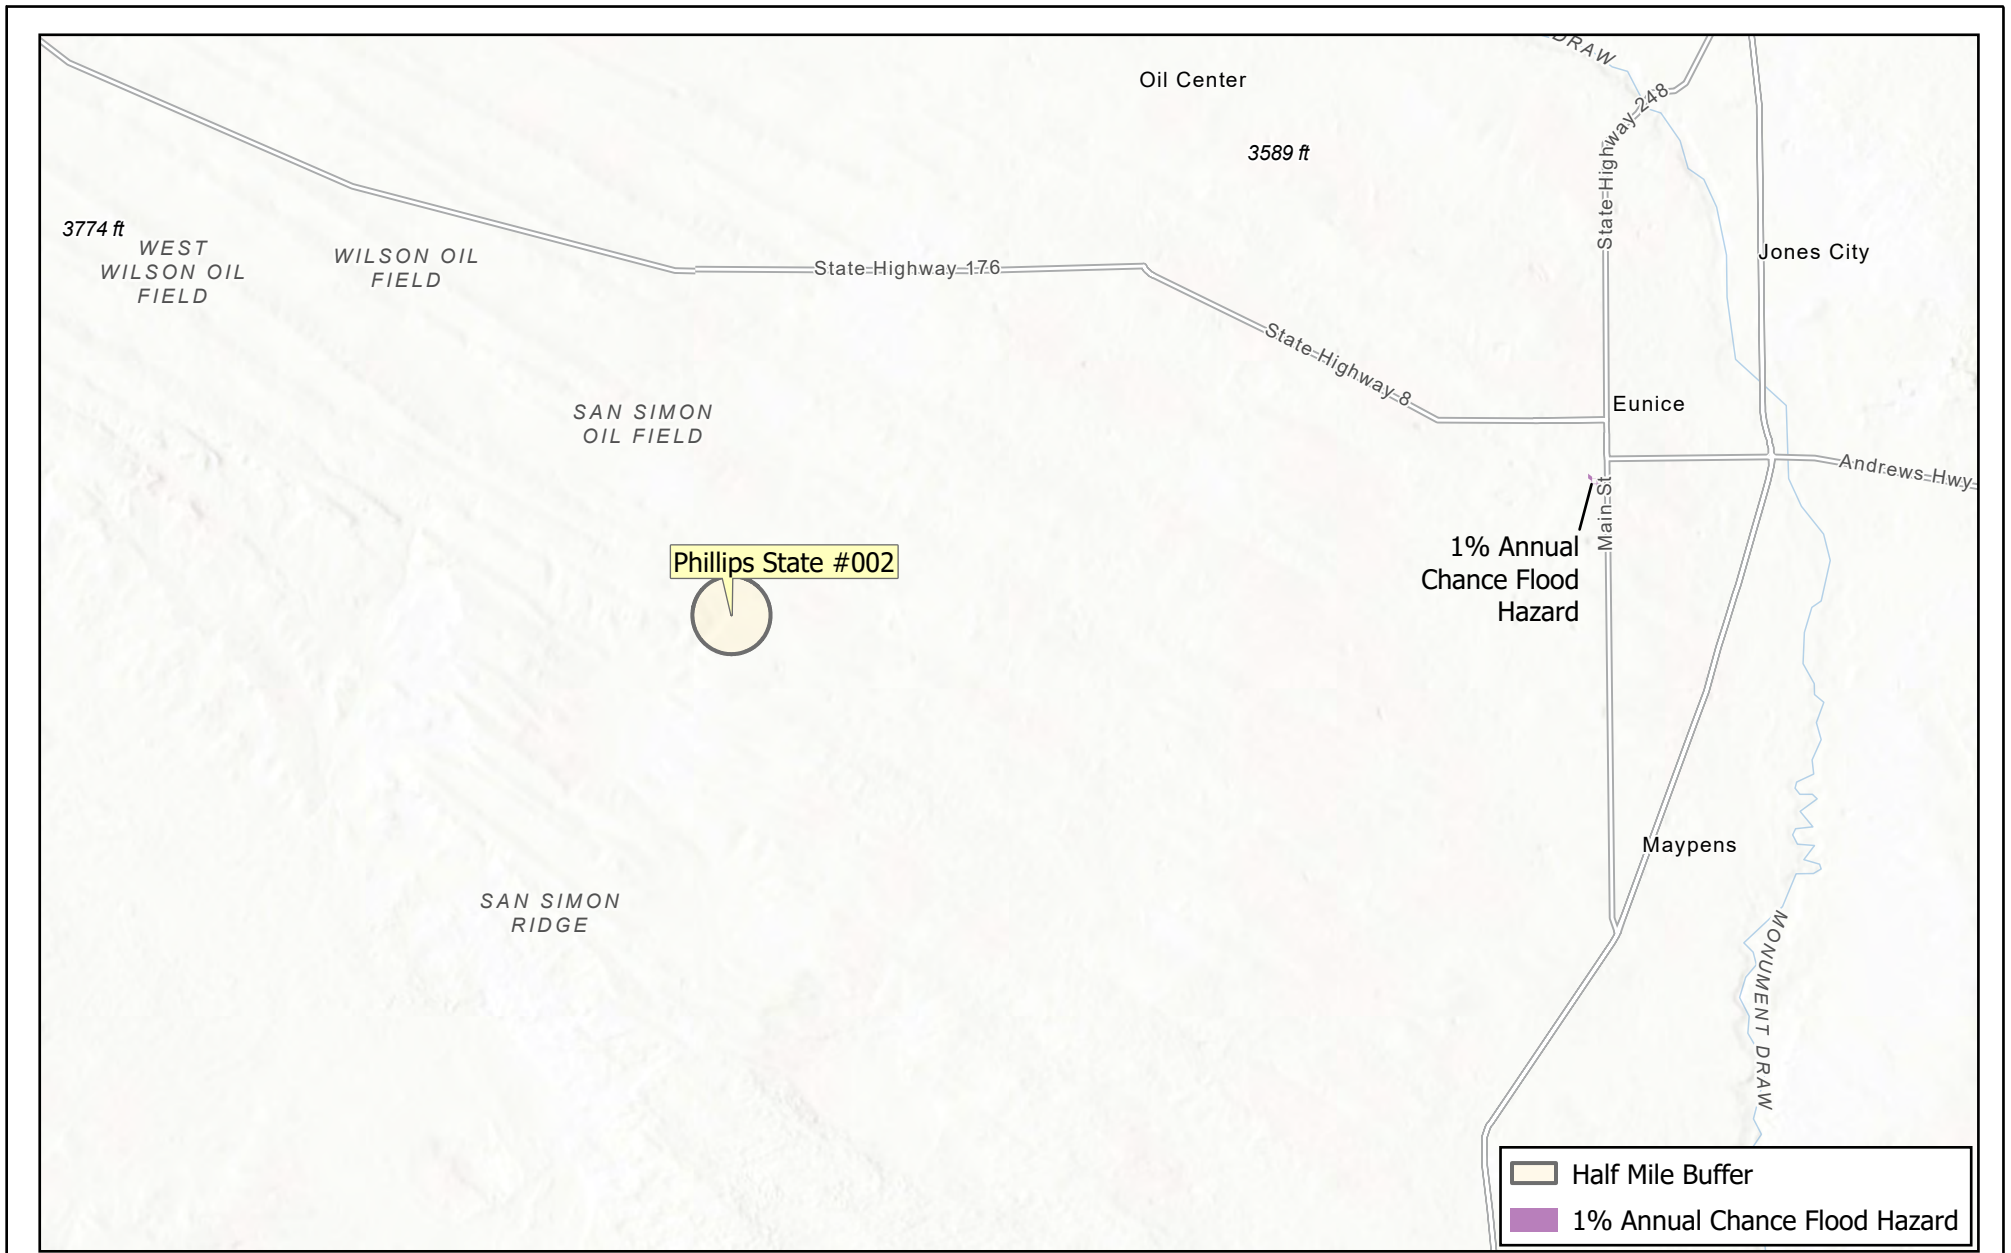 DRAW
Oil Center
State Highway 248
3589 ft
3774 ft
WEST
WILSON OIL
FIELD
WILSON OIL
FIELD
State Highway 176
Jones City
State Highway 8
SAN SIMON
OIL FIELD
Eunice
Andrews Hwy
Main St
1% Annual
Chance Flood
Hazard
Phillips State #002
Maypens
SAN SIMON
RIDGE
MONUMENT DRAW
Half Mile Buffer
1% Annual Chance Flood Hazard